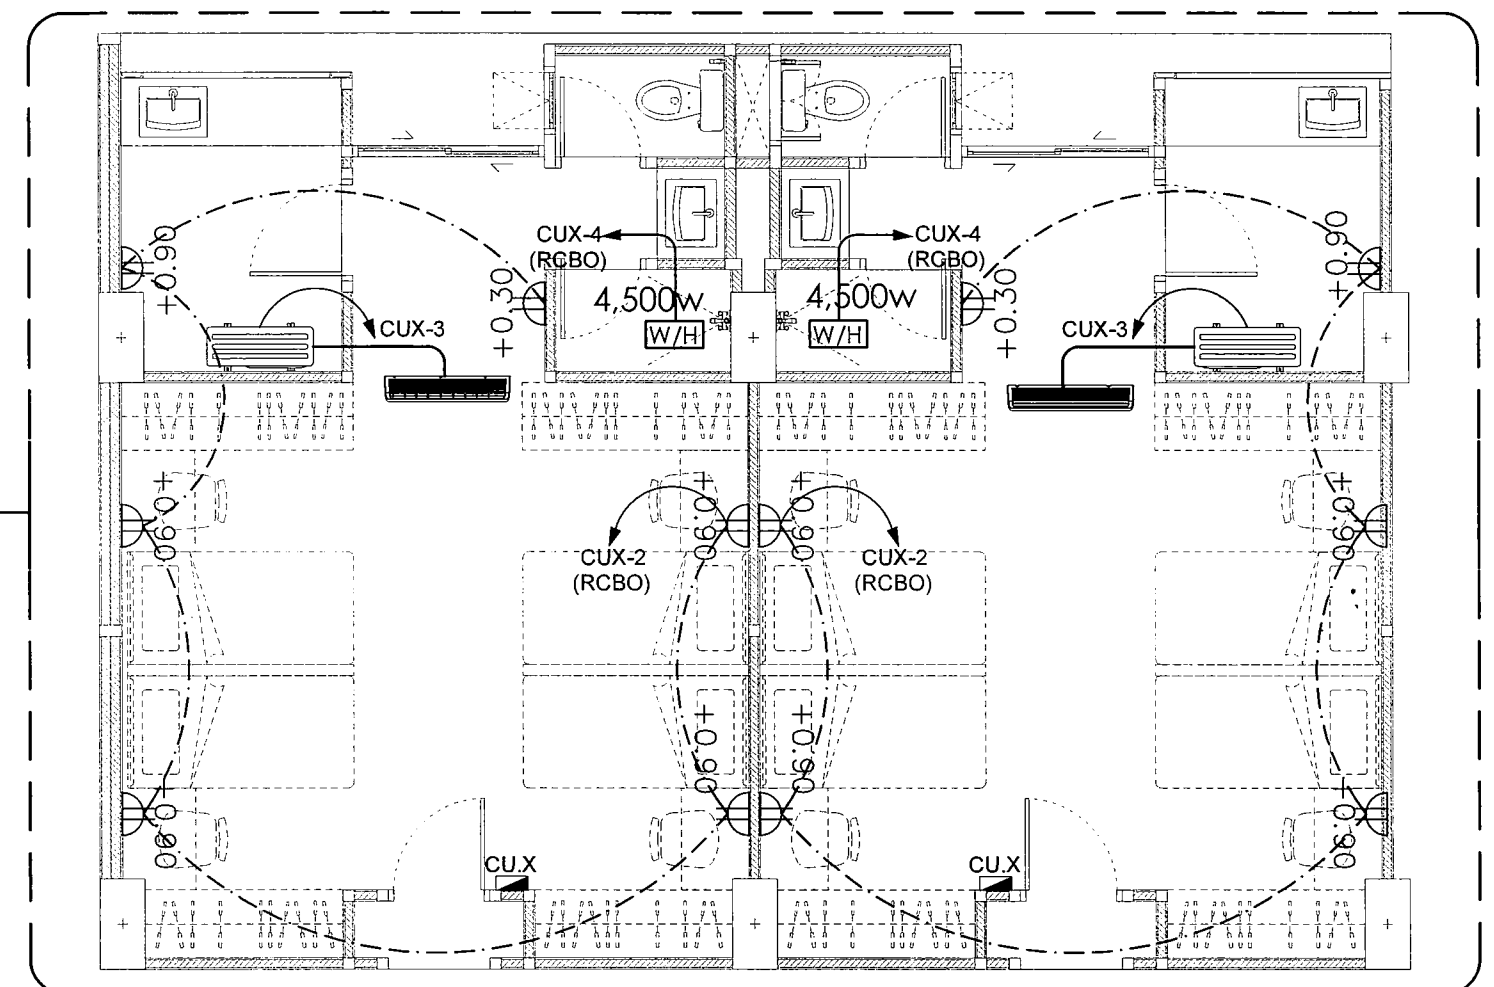 CUX-4
(RCBO)
CUX-4
(RCBO)
+0.90
+0.90
+0.30
4,500w
4,500w
+0.30
CUX-3
W/H
W/H
CUX-3
+0.90
+0.90
+0.90
+0.90
CUX-2
(RCBO)
CUX-2
(RCBO)
+0.90
+0.90
+0.90
+0.90
CU.X
CU.X